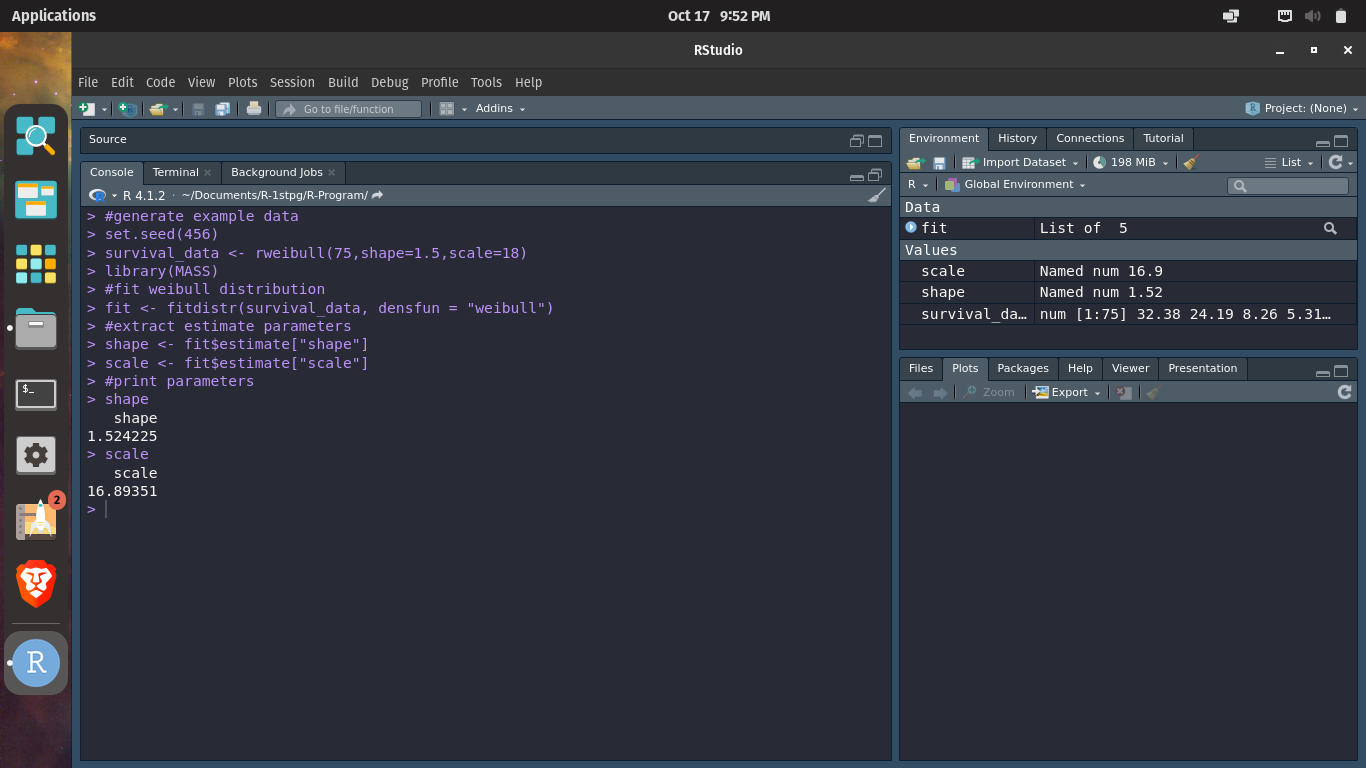 Applications
Oct 17 9:52 PM
RStudio
File Edit Code View Plots Session Build Debug Profile Tools Help
Go to file/function
Addins
Project: (None)
Source
Console Terminal Background Jobs
R 4.1.2 · ~/Documents/R-1stpg/R-Program/
> #generate example data
> set.seed(456)
> survival_data <- rweibull(75,shape=1.5,scale=18)
> library(MASS)
> #fit weibull distribution
> fit <- fitdistr(survival_data, densfun = "weibull")
> #extract estimate parameters
> shape <- fit$estimate["shape"]
> scale <- fit$estimate["scale"]
> #print parameters
> shape
shape
1.524225
> scale
scale
16.89351
>
Environment History Connections Tutorial
Import Dataset 198 MiB List
R Global Environment
Data
fit List of 5
Values
scale Named num 16.9
shape Named num 1.52
survival_da… num [1:75] 32.38 24.19 8.26 5.31…
Files Plots Packages Help Viewer Presentation
Zoom Export
$_
2
R